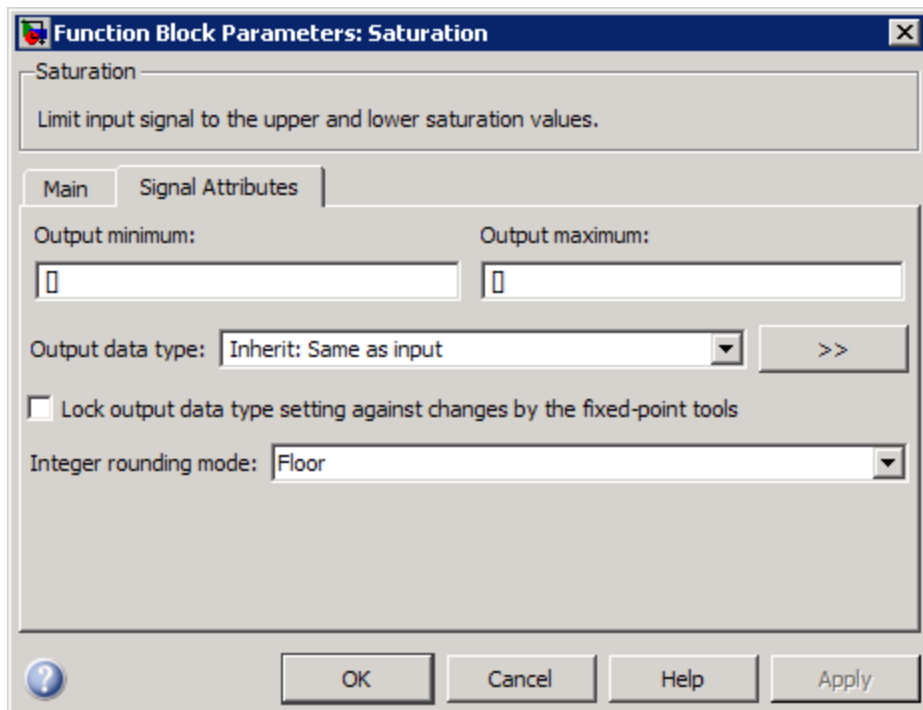 Function Block Parameters: Saturation
Saturation
Limit input signal to the upper and lower saturation values.
Main Signal Attributes
Output minimum: Output maximum:
[] []
Output data type: Inherit: Same as input >>
Lock output data type setting against changes by the fixed-point tools
Integer rounding mode: Floor
? OK Cancel Help Apply